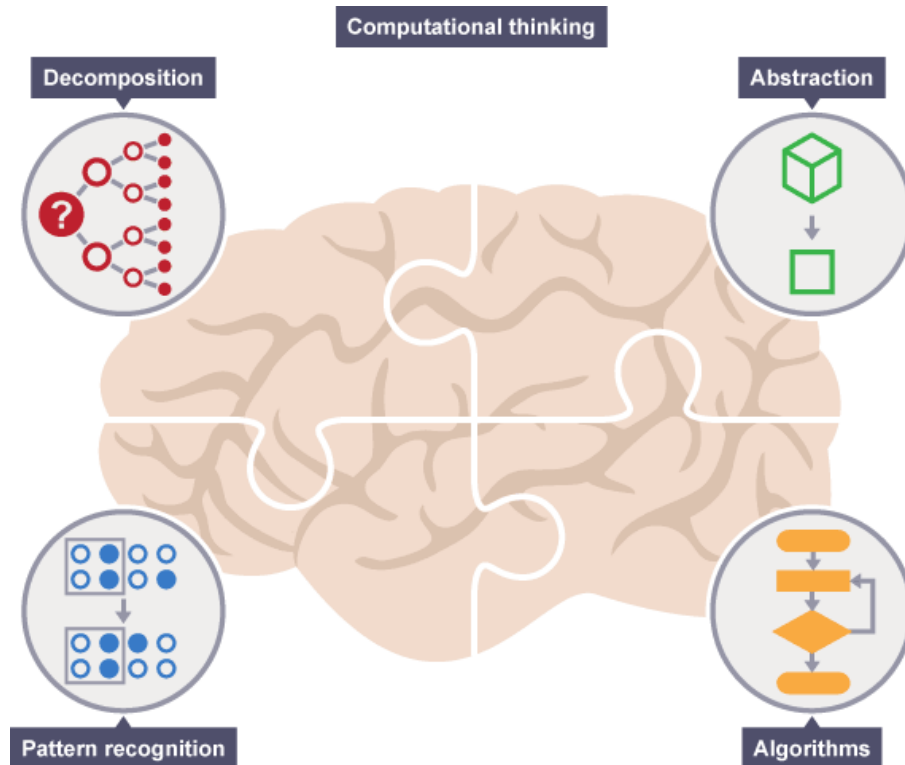 Computational thinking
Decomposition
Abstraction
?
Pattern recognition
Algorithms